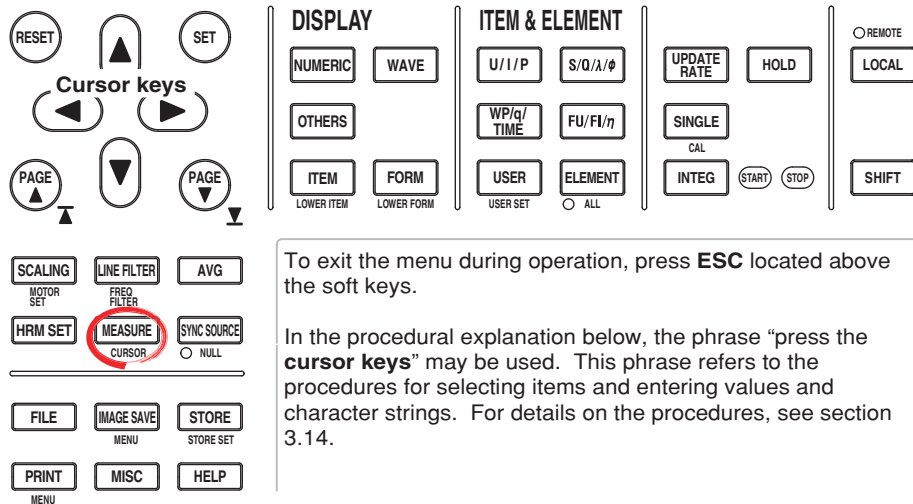 RESET
SET
Cursor keys
PAGE
PAGE
DISPLAY
NUMERIC
WAVE
OTHERS
ITEM
FORM
LOWER ITEM
LOWER FORM
ITEM & ELEMENT
U / I / P
S/Q/λ/ϕ
WP/q/
TIME
FU/FI/η
USER
ELEMENT
USER SET
ALL
UPDATE
RATE
HOLD
SINGLE
CAL
INTEG
START
STOP
REMOTE
LOCAL
SHIFT
SCALING
LINE FILTER
AVG
MOTOR
SET
FREQ
FILTER
HRM SET
MEASURE
SYNC SOURCE
CURSOR
NULL
FILE
IMAGE SAVE
STORE
MENU
STORE SET
PRINT
MISC
HELP
MENU
To exit the menu during operation, press ESC located above
the soft keys.
In the procedural explanation below, the phrase “press the
cursor keys” may be used.  This phrase refers to the
procedures for selecting items and entering values and
character strings.  For details on the procedures, see section
3.14.